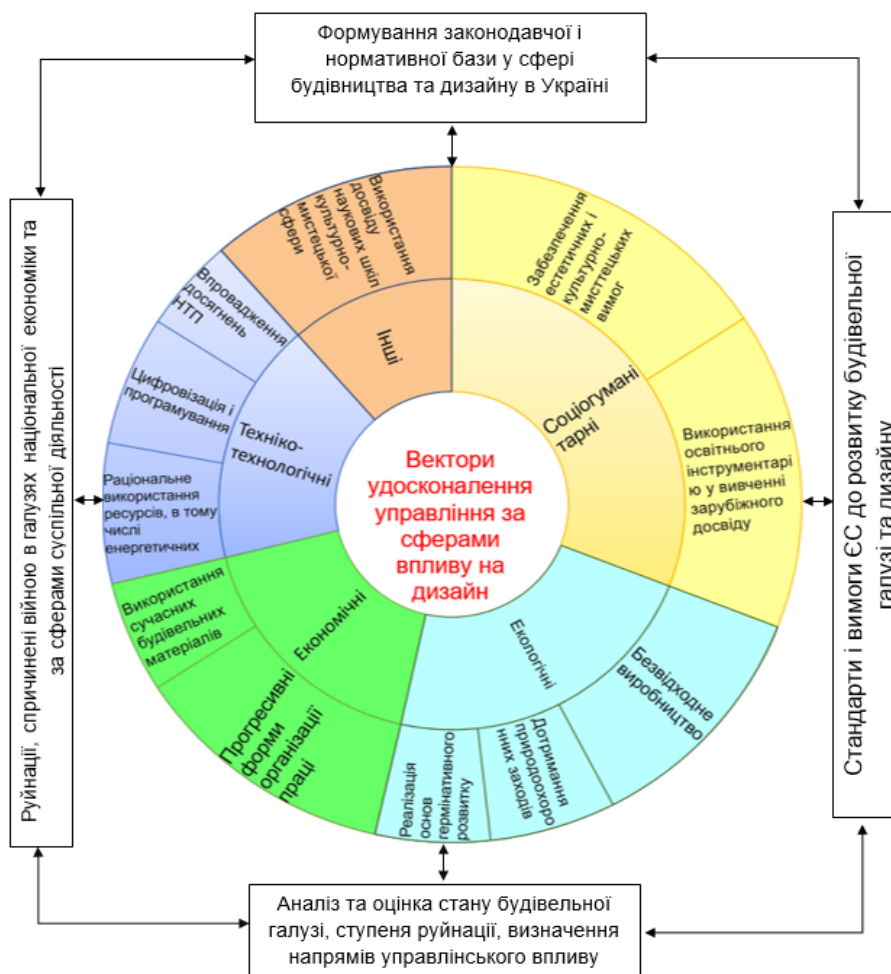 Формування законодавчої і
нормативної бази у сфері
будівництва та дизайну в Україні
Руйнації, спричинені війною в галузях національної економіки та
за сферами суспільної діяльності
Стандарти і вимоги ЄС до розвитку будівельної
галузі та дизайну
Використання
досвіду
наукових шкіл
культурно-
мистецької
сфери
Інші
Забезпечення
естетичних і
культурно-
мисттецьких
вимог
Соціогумані
тарні
Використання
освітнього
інструментарі
ю у вивченні
зарубіжного
досвіду
Впровадження
досягнень
НТП
Цифровізація і
програмування
Раціональне
використання
ресурсів, в тому
числі
енергетичних
Техніко-
технологічні
Вектори
удосконалення
управління за
сферами
впливу на
дизайн
Економічні
Використання
сучасних
будівельних
матеріалів
Прогресивні
форми
організації
праці
Екологічні
Реалізація
основ
гермінативного
розвитку
Дотримання
природоохоро
нних заходів
Безвідходне
виробництво
Аналіз та оцінка стану будівельної
галузі, ступеня руйнації, визначення
напрямів управлінського впливу